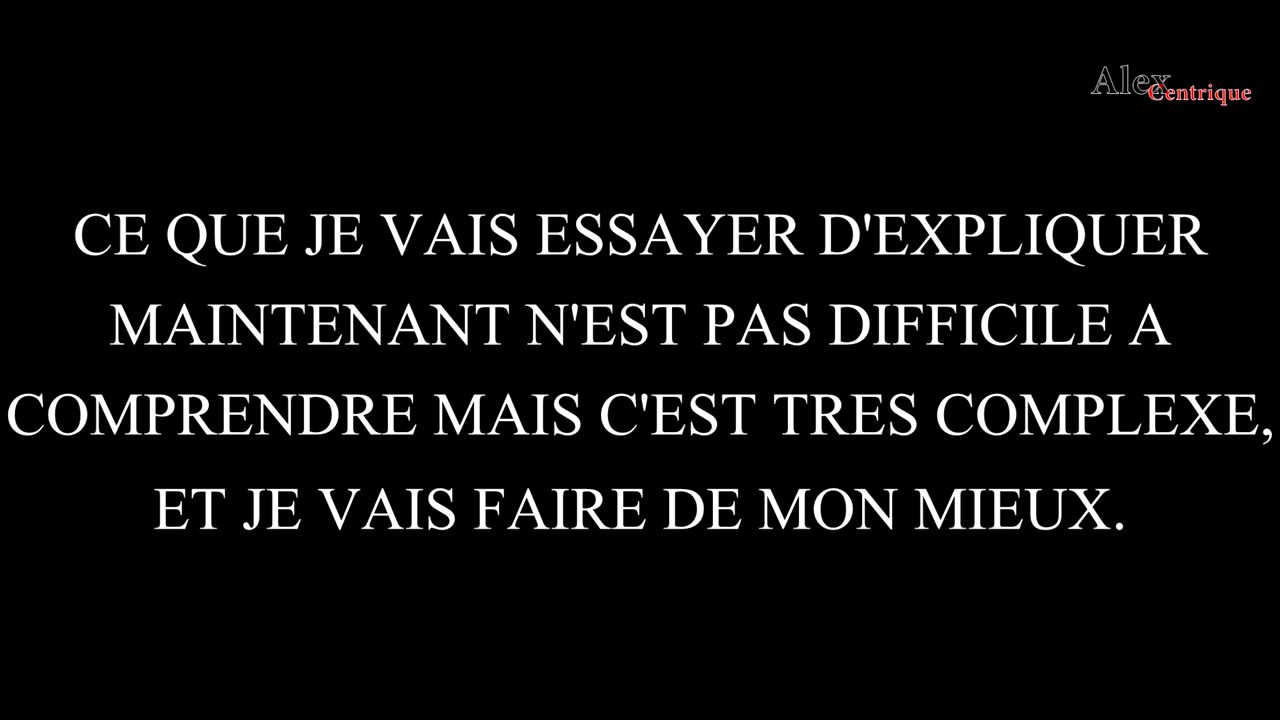 Alex
Centrique
CE QUE JE VAIS ESSAYER D'EXPLIQUER
MAINTENANT N'EST PAS DIFFICILE A
COMPRENDRE MAIS C'EST TRES COMPLEXE,
ET JE VAIS FAIRE DE MON MIEUX.